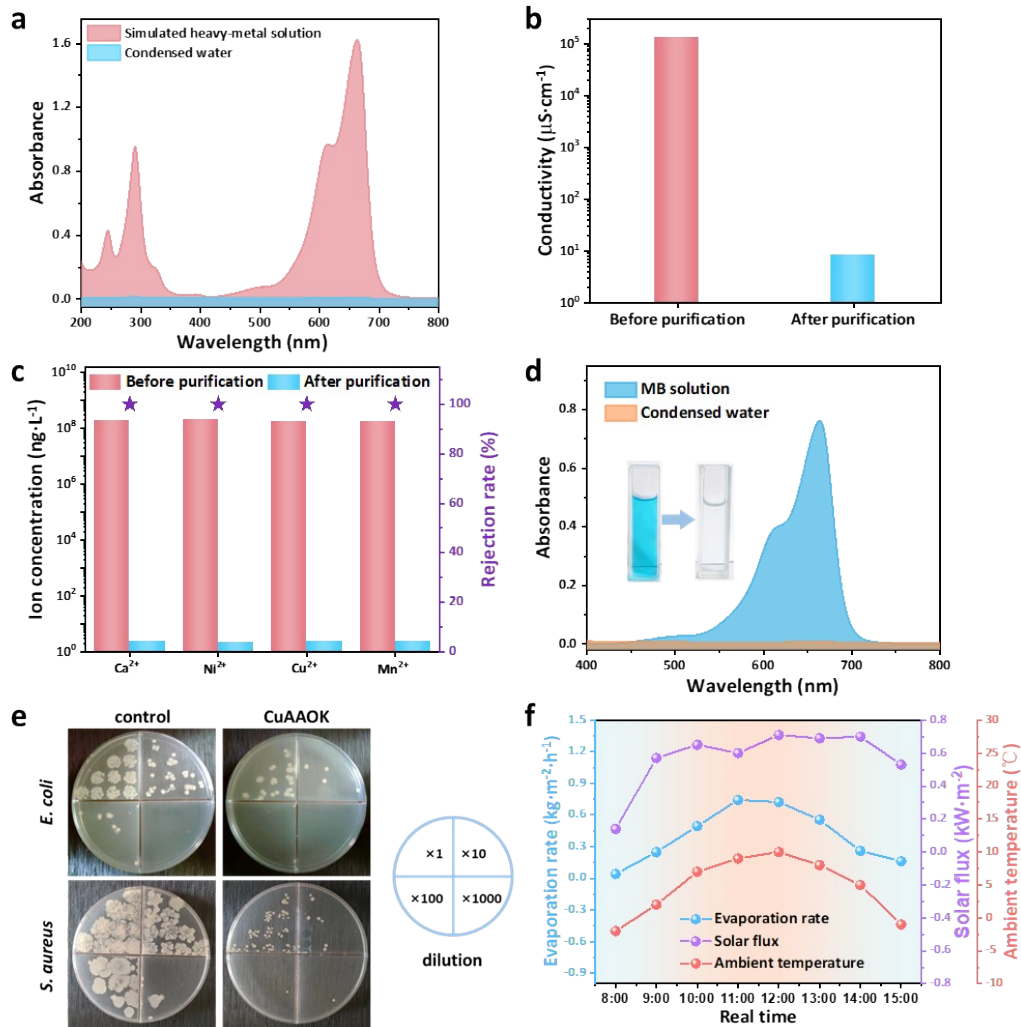 a
Simulated heavy-metal solution
Condensed water
1.6
1.2
0.8
0.4
0.0
Absorbance
200 300 400 500 600 700 800
Wavelength (nm)
b
10⁵
10⁴
10³
10²
10¹
10⁰
Conductivity (μS·cm⁻¹)
Before purification After purification
c
Before purification After purification
10¹⁰
10⁸
10⁶
10⁴
10²
10⁰
Ion concentration (ng·L⁻¹)
100
80
60
40
20
0
Rejection rate (%)
Ca²⁺ Ni²⁺ Cu²⁺ Mn²⁺
d
MB solution
Condensed water
0.8
0.6
0.4
0.2
0.0
Absorbance
400 500 600 700 800
Wavelength (nm)
e
control CuAAOK
E. coli
S. aureus
×1 ×10
×100 ×1000
dilution
f
1.5
1.2
0.9
0.6
0.3
0.0
-0.3
-0.6
-0.9
Evaporation rate (kg·m⁻²·h⁻¹)
0.8
0.6
0.4
0.2
0.0
-0.2
-0.4
-0.6
-0.8
Solar flux (kW·m⁻²)
30
25
20
15
10
5
0
-5
-10
Ambient temperature (℃)
Evaporation rate
Solar flux
Ambient temperature
8:00 9:00 10:00 11:00 12:00 13:00 14:00 15:00
Real time